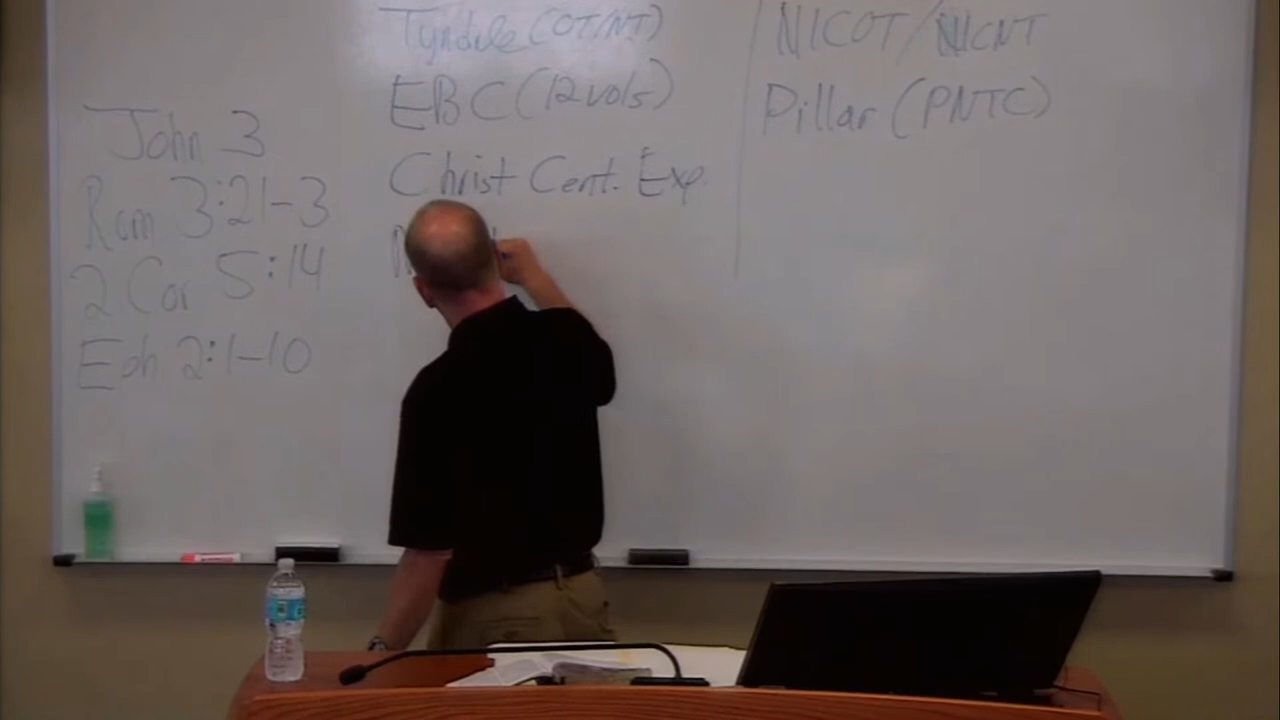 John 3
Rom 3:21-3
2 Cor 5:14
Eph 2:1-10
Tyndale (OT/NT)
EBC (12 vols)
Christ Cent. Exp.
NICOT/NICNT
Pillar (PNTC)